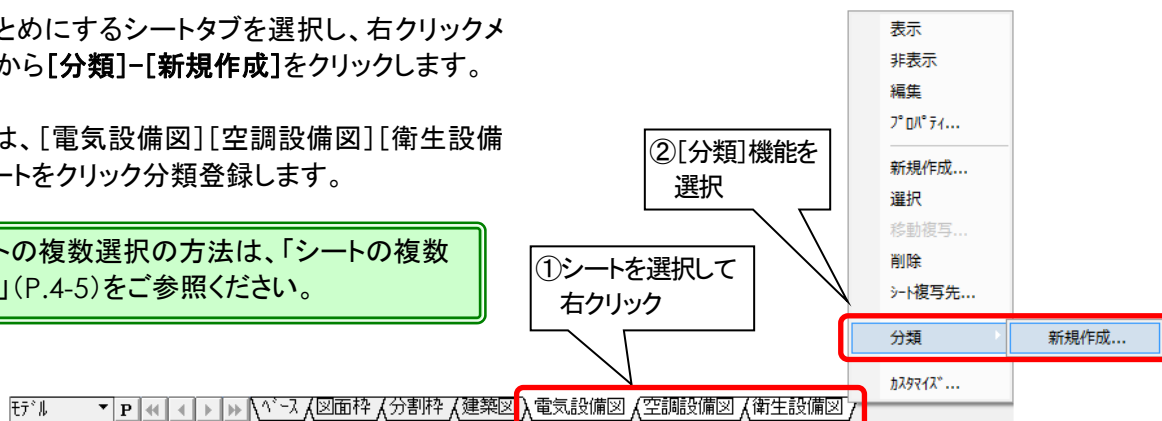 とめにするシートタブを選択し、右クリックメ
から[分類]-[新規作成]をクリックします。
は、[電気設備図][空調設備図][衛生設備
ートをクリック分類登録します。
トの複数選択の方法は、「シートの複数
」(P.4-5)をご参照ください。
②[分類]機能を
選択
①シートを選択して
右クリック
表示
非表示
編集
ﾌﾟﾛﾊﾟﾃｨ...
新規作成...
選択
移動複写...
削除
ｼｰﾄ複写先...
分類
新規作成...
ｶｽﾀﾏｲｽﾞ...
ﾓﾃﾞﾙ P ﾍﾞｰｽ 図面枠 分割枠 建築図 電気設備図 空調設備図 衛生設備図